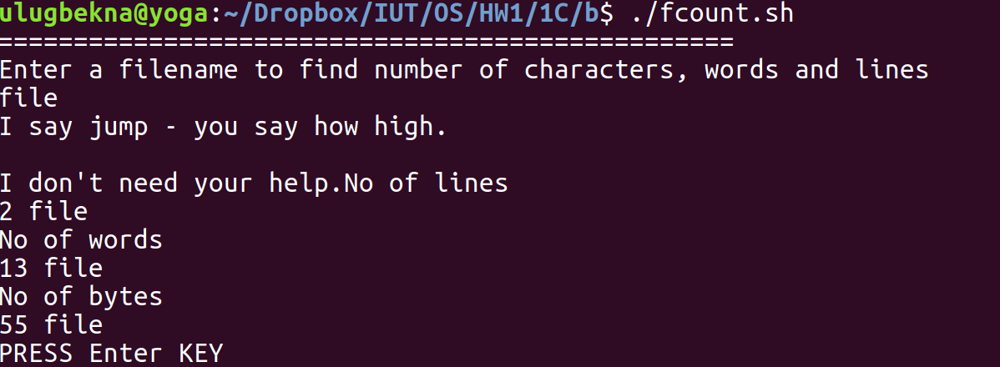 ulugbekna@yoga:~/Dropbox/IUT/OS/HW1/1C/b$ ./fcount.sh
=================================================
Enter a filename to find number of characters, words and lines
file
I say jump - you say how high.

I don't need your help.No of lines
2 file
No of words
13 file
No of bytes
55 file
PRESS Enter KEY